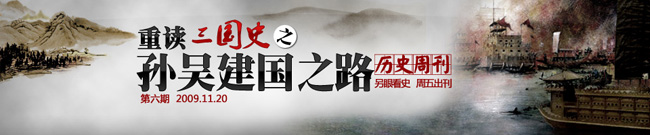 重读三国史之
孙吴建国之路
历史周刊
另眼看史 周五出刊
第六期 2009.11.20